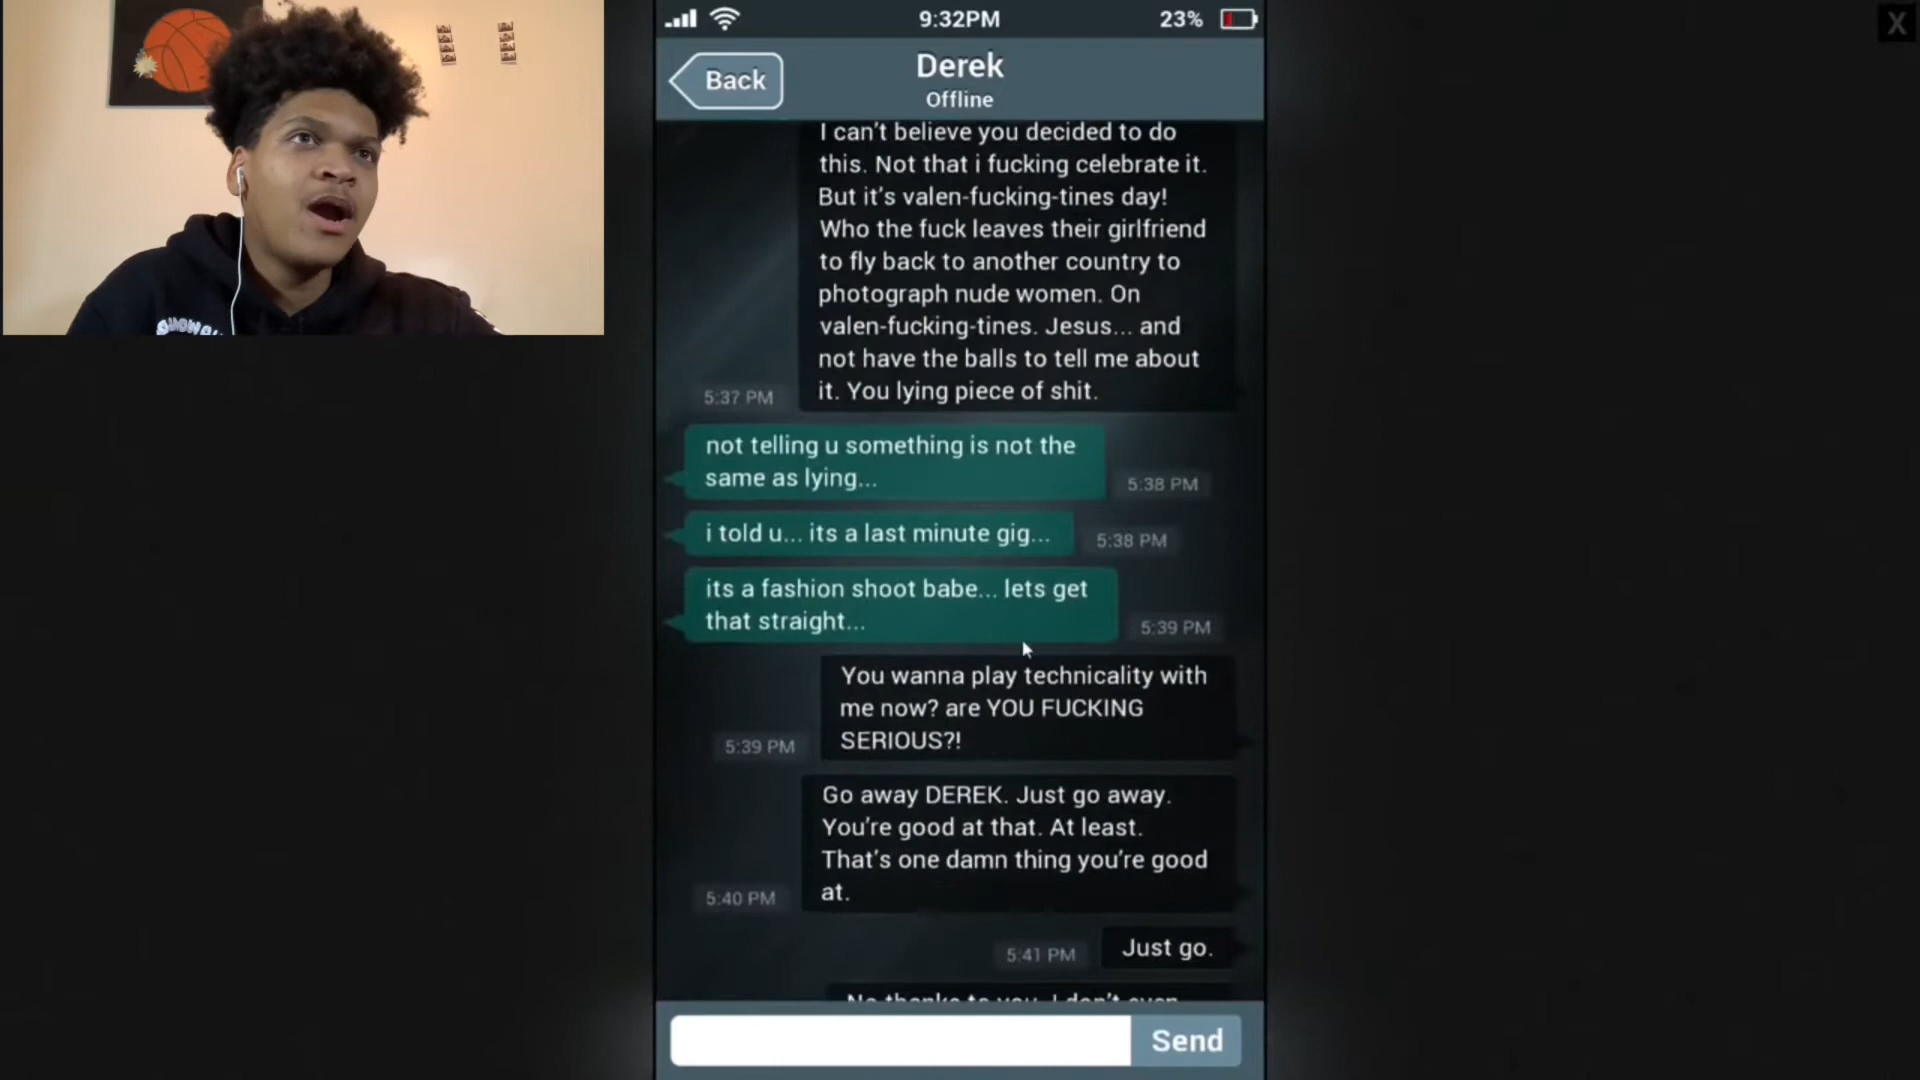 9:32PM
23%
X
Back
Derek
Offline
I can't believe you decided to do
this. Not that i fucking celebrate it.
But it's valen-fucking-tines day!
Who the fuck leaves their girlfriend
to fly back to another country to
photograph nude women. On
valen-fucking-tines. Jesus... and
not have the balls to tell me about
it. You lying piece of shit.
5:37 PM
not telling u something is not the
same as lying...
5:38 PM
i told u... its a last minute gig...
5:38 PM
its a fashion shoot babe... lets get
that straight...
5:39 PM
You wanna play technicality with
me now? are YOU FUCKING
SERIOUS?!
5:39 PM
Go away DEREK. Just go away.
You're good at that. At least.
That's one damn thing you're good
at.
5:40 PM
Just go.
5:41 PM
No thanks to you. I don't even
Send